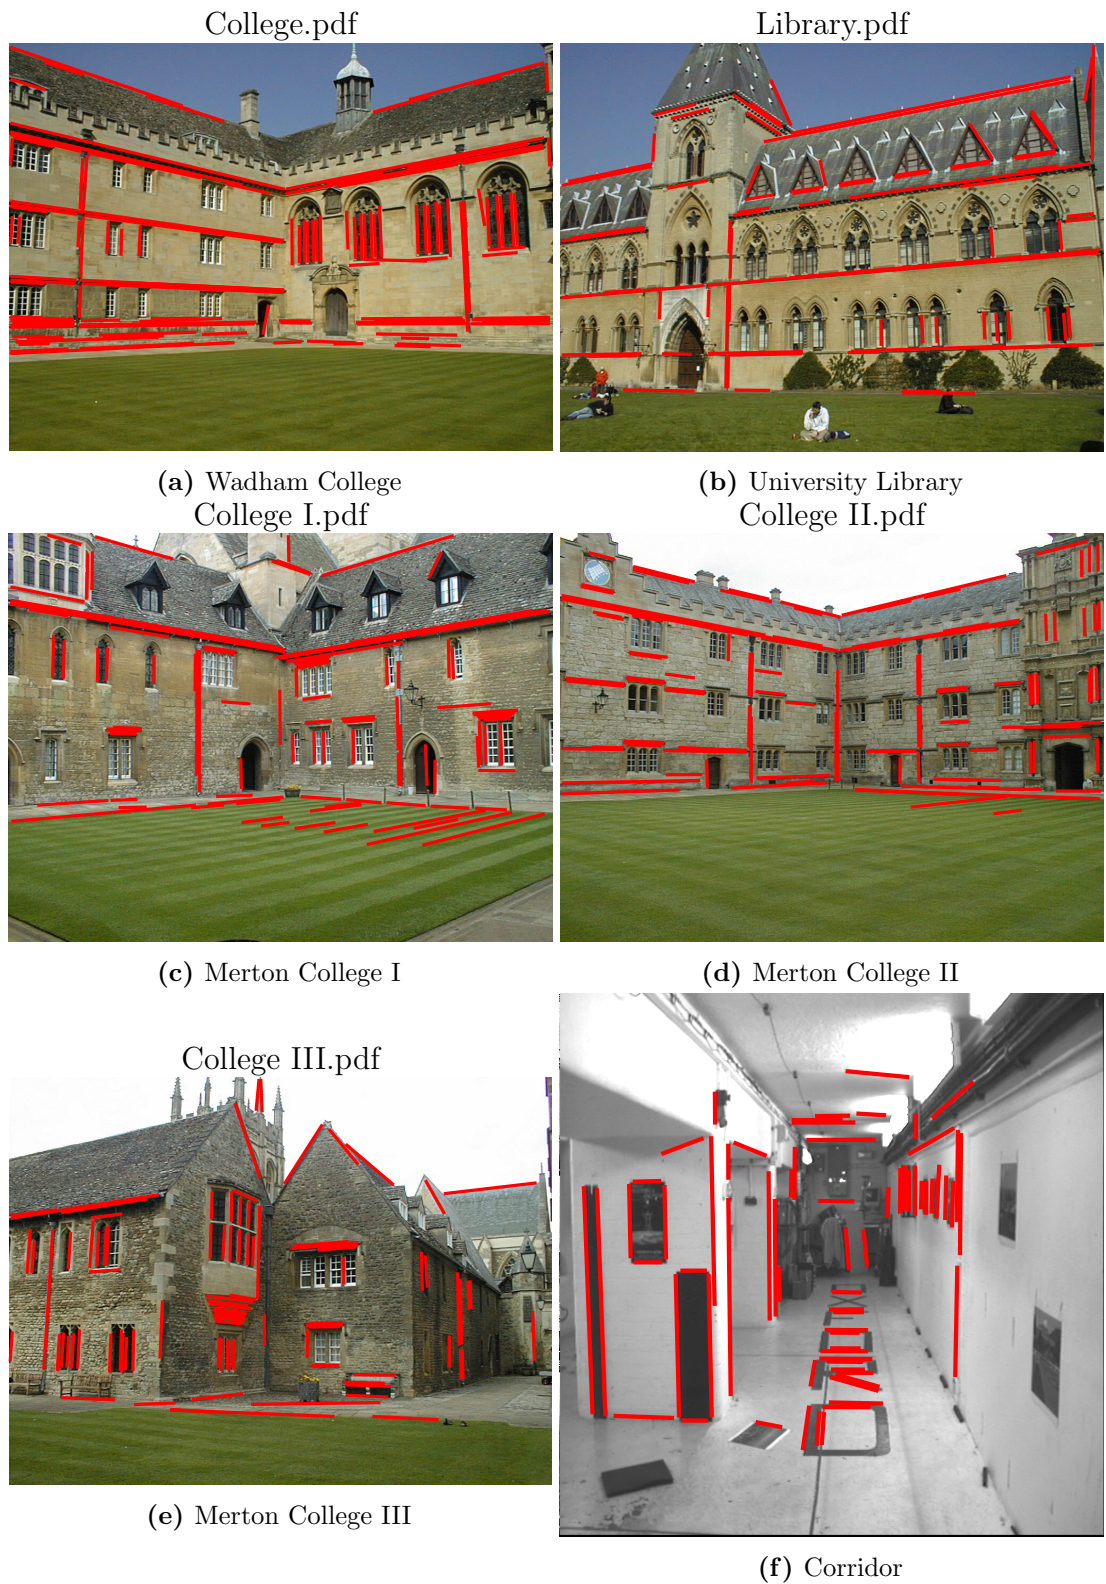 College.pdf
Library.pdf
(a) Wadham College
(b) University Library
College I.pdf
College II.pdf
(c) Merton College I
(d) Merton College II
College III.pdf
(e) Merton College III
(f) Corridor